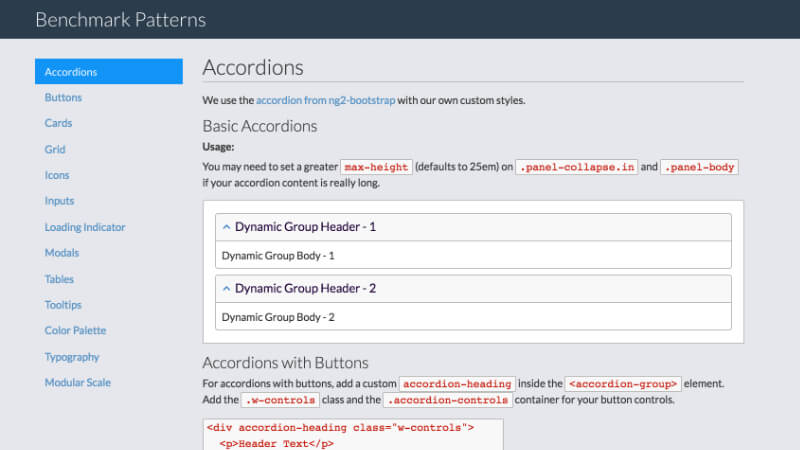 Benchmark Patterns
Accordions
Buttons
Cards
Grid
Icons
Inputs
Loading Indicator
Modals
Tables
Tooltips
Color Palette
Typography
Modular Scale
Accordions
We use the accordion from ng2-bootstrap with our own custom styles.
Basic Accordions
Usage:
You may need to set a greater max-height (defaults to 25em) on .panel-collapse.in and .panel-body
if your accordion content is really long.
Dynamic Group Header - 1
Dynamic Group Body - 1
Dynamic Group Header - 2
Dynamic Group Body - 2
Accordions with Buttons
For accordions with buttons, add a custom accordion-heading inside the <accordion-group> element.
Add the .w-controls class and the .accordion-controls container for your button controls.
<div accordion-heading class="w-controls">
<p>Header Text</p>